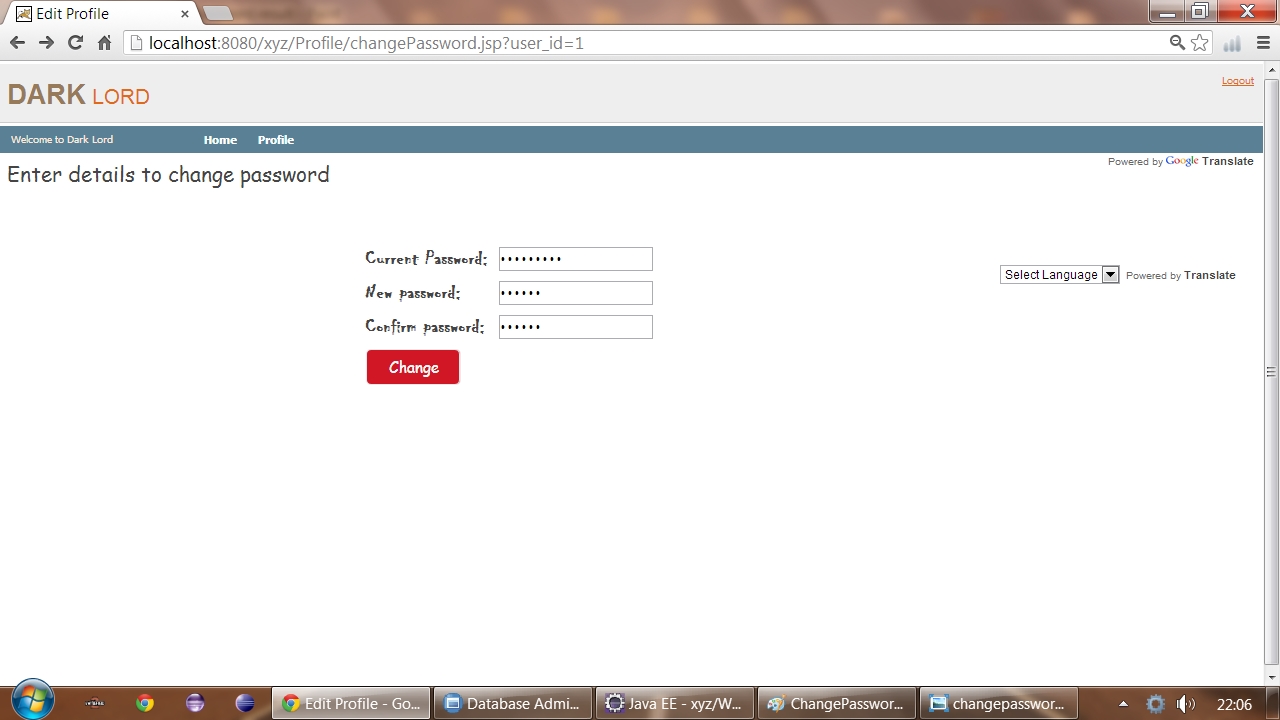 Edit Profile
localhost:8080/xyz/Profile/changePassword.jsp?user_id=1
Logout
DARK LORD
Welcome to Dark Lord Home Profile
Powered by Google Translate
Enter details to change password
Current Password: •••••••••
Select Language Powered by Translate
New password: ••••••
Confirm password: ••••••
Change
Edit Profile - Go... Database Admi... Java EE - xyz/W... ChangePasswor... changepasswor... 22:06